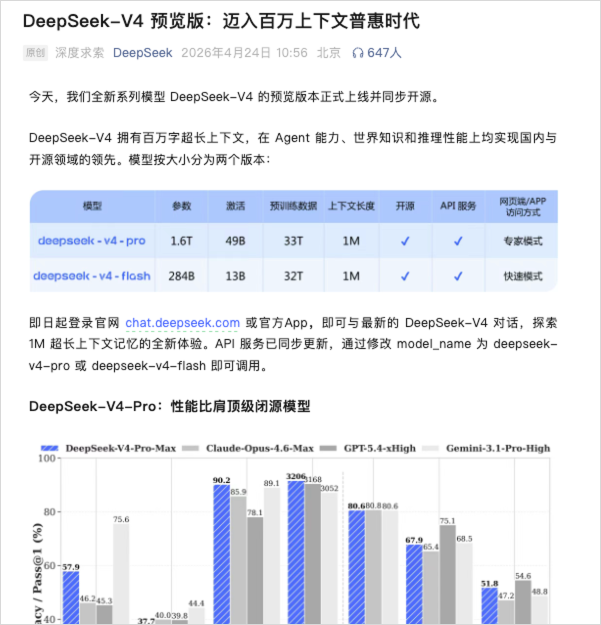 DeepSeek-V4 预览版：迈入百万上下文普惠时代
原创 深度求索 DeepSeek 2026年4月24日 10:56 北京 647人
今天，我们全新系列模型 DeepSeek-V4 的预览版本正式上线并同步开源。
DeepSeek-V4 拥有百万字超长上下文，在 Agent 能力、世界知识和推理性能上均实现国内与
开源领域的领先。模型按大小分为两个版本：
模型 参数 激活 预训练数据 上下文长度 开源 API 服务 网页端/APP
访问方式
deepseek-v4-pro 1.6T 49B 33T 1M ✓ ✓ 专家模式
deepseek-v4-flash 284B 13B 32T 1M ✓ ✓ 快速模式
即日起登录官网 chat.deepseek.com 或官方App，即可与最新的 DeepSeek-V4 对话，探索
1M 超长上下文记忆的全新体验。API 服务已同步更新，通过修改 model_name 为 deepseek-
v4-pro 或 deepseek-v4-flash 即可调用。
DeepSeek-V4-Pro：性能比肩顶级闭源模型
DeepSeek-V4-Pro-Max Claude-Opus-4.6-Max GPT-5.4-xHigh Gemini-3.1-Pro-High
100
80
60
40
acy / Pass@1 (%)
57.9 46.2 45.3 75.6
37.7 40.0 39.8 44.4
90.2 85.9 78.1 89.1
3206 3168 3052
80.6 80.8 80.6
67.9 65.4 75.1 68.5
51.8 47.2 54.6 48.8